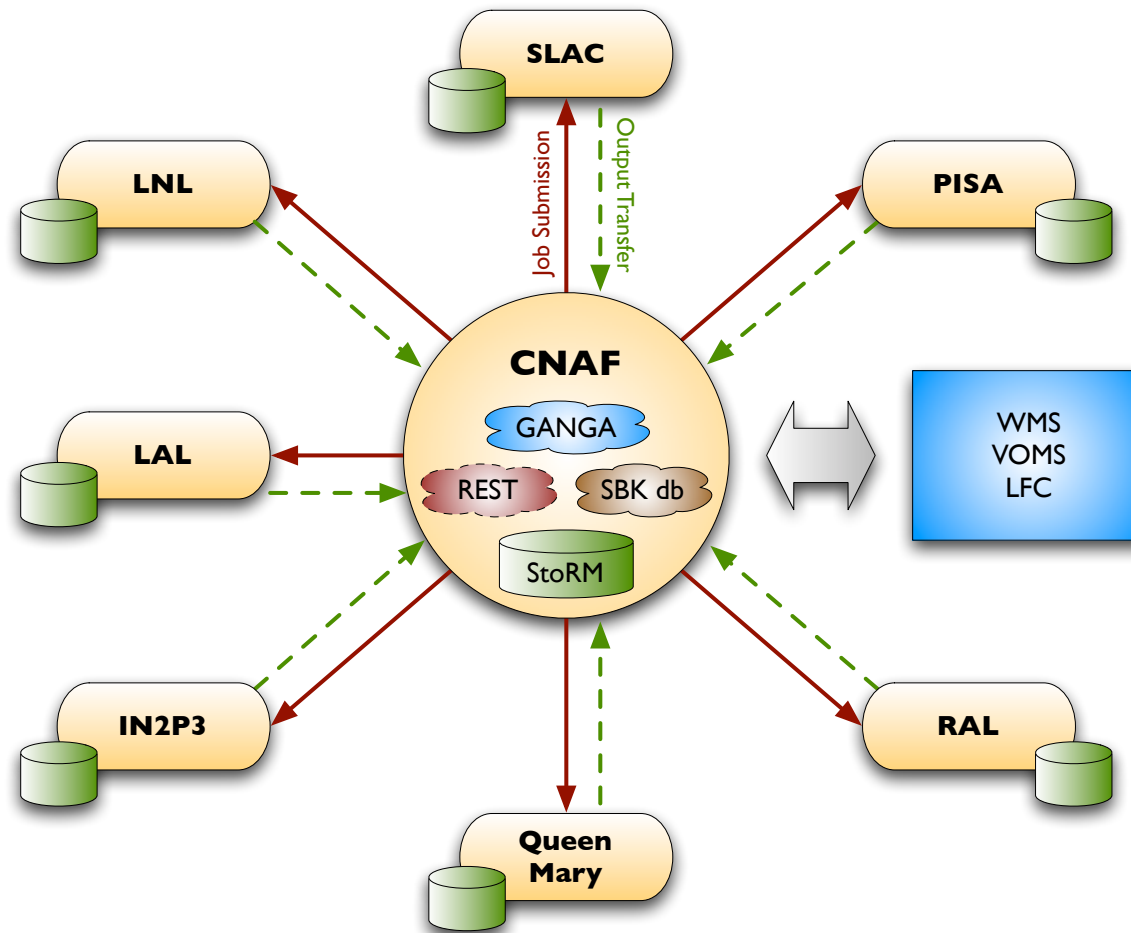 SLAC
LNL
Job Submission
Output Transfer
PISA
CNAF
GANGA
LAL
REST
SBK db
WMS
VOMS
LFC
StoRM
IN2P3
RAL
Queen
Mary